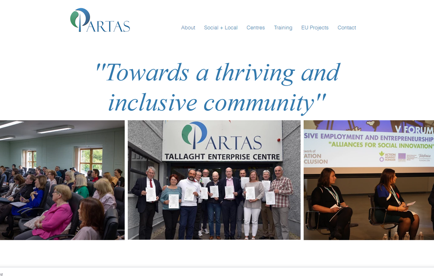 PARTAS
About Social + Local Centres Training EU Projects Contact
"Towards a thriving and
inclusive community"
PARTAS
TALLAGHT ENTERPRISE CENTRE
V FORUM
SIVE EMPLOYMENT AND ENTREPRENEURSHIP
"ALLIANCES FOR SOCIAL INNOVATION"
ATION
CLUSION